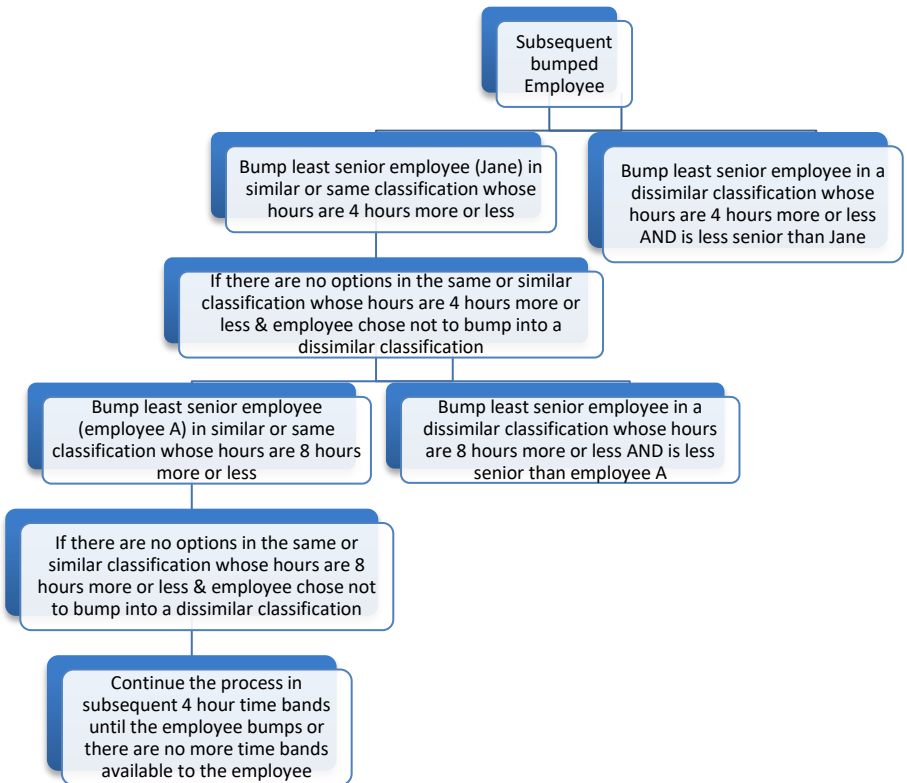 Subsequent
bumped
Employee
Bump least senior employee (Jane) in
similar or same classification whose
hours are 4 hours more or less
Bump least senior employee in a
dissimilar classification whose
hours are 4 hours more or less
AND is less senior than Jane
If there are no options in the same or similar
classification whose hours are 4 hours more or
less & employee chose not to bump into a
dissimilar classification
Bump least senior employee
(employee A) in similar or same
classification whose hours are 8 hours
more or less
Bump least senior employee in a
dissimilar classification whose hours
are 8 hours more or less AND is less
senior than employee A
If there are no options in the same or
similar classification whose hours are 8
hours more or less & employee chose not
to bump into a dissimilar classification
Continue the process in
subsequent 4 hour time bands
until the employee bumps or
there are no more time bands
available to the employee